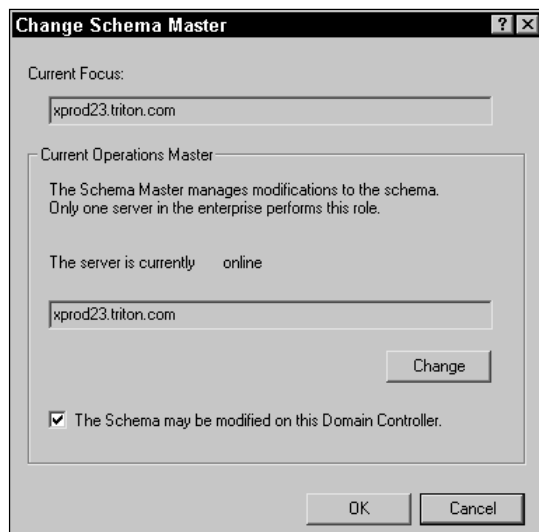 Change Schema Master
Current Focus:
xprod23.triton.com
Current Operations Master
The Schema Master manages modifications to the schema.
Only one server in the enterprise performs this role.
The server is currently online
xprod23.triton.com
Change
The Schema may be modified on this Domain Controller.
OK Cancel